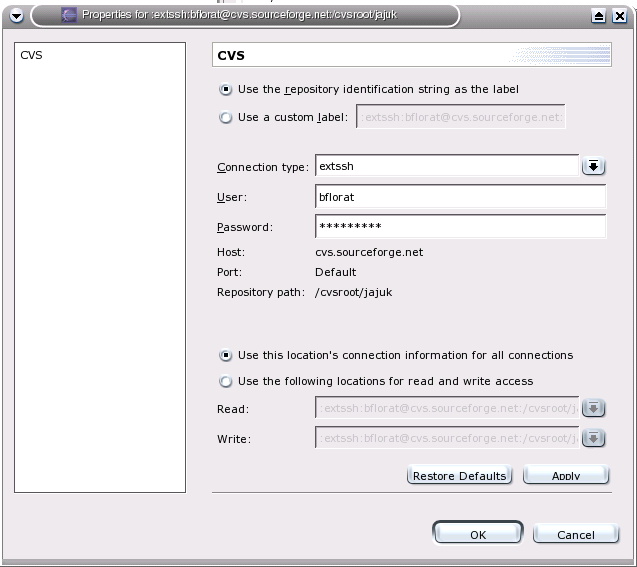 Properties for :extssh:bflorat@cvs.sourceforge.net:/cvsroot/jajuk
CVS
CVS
Use the repository identification string as the label
Use a custom label: :extssh:bflorat@cvs.sourceforge.net:
Connection type: extssh
User: bflorat
Password: *********
Host: cvs.sourceforge.net
Port: Default
Repository path: /cvsroot/jajuk
Use this location's connection information for all connections
Use the following locations for read and write access
Read: :extssh:bflorat@cvs.sourceforge.net:/cvsroot/j
Write: :extssh:bflorat@cvs.sourceforge.net:/cvsroot/j
Restore Defaults Apply
OK Cancel